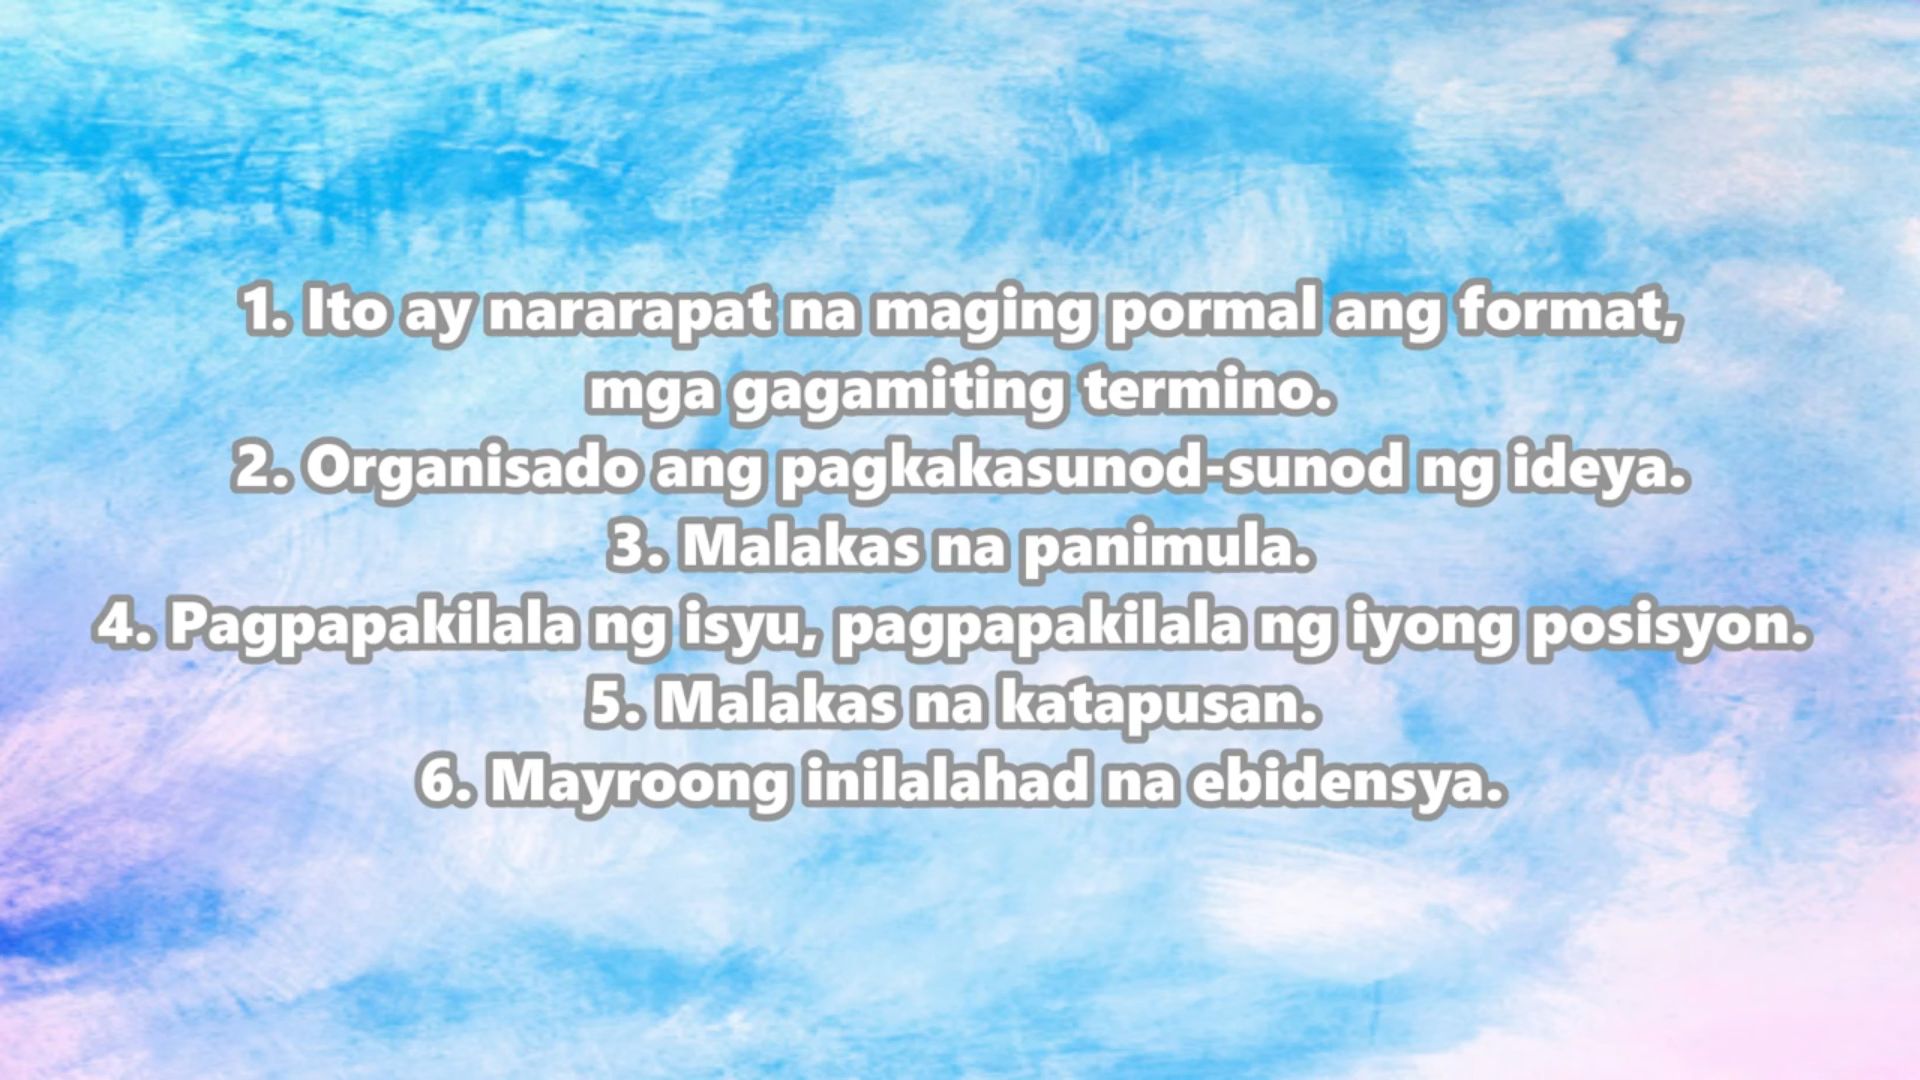 1. Ito ay nararapat na maging pormal ang format,
mga gagamiting termino.
2. Organisado ang pagkakasunod-sunod ng ideya.
3. Malakas na panimula.
4. Pagpapakilala ng isyu, pagpapakilala ng iyong posisyon.
5. Malakas na katapusan.
6. Mayroong inilalahad na ebidensya.